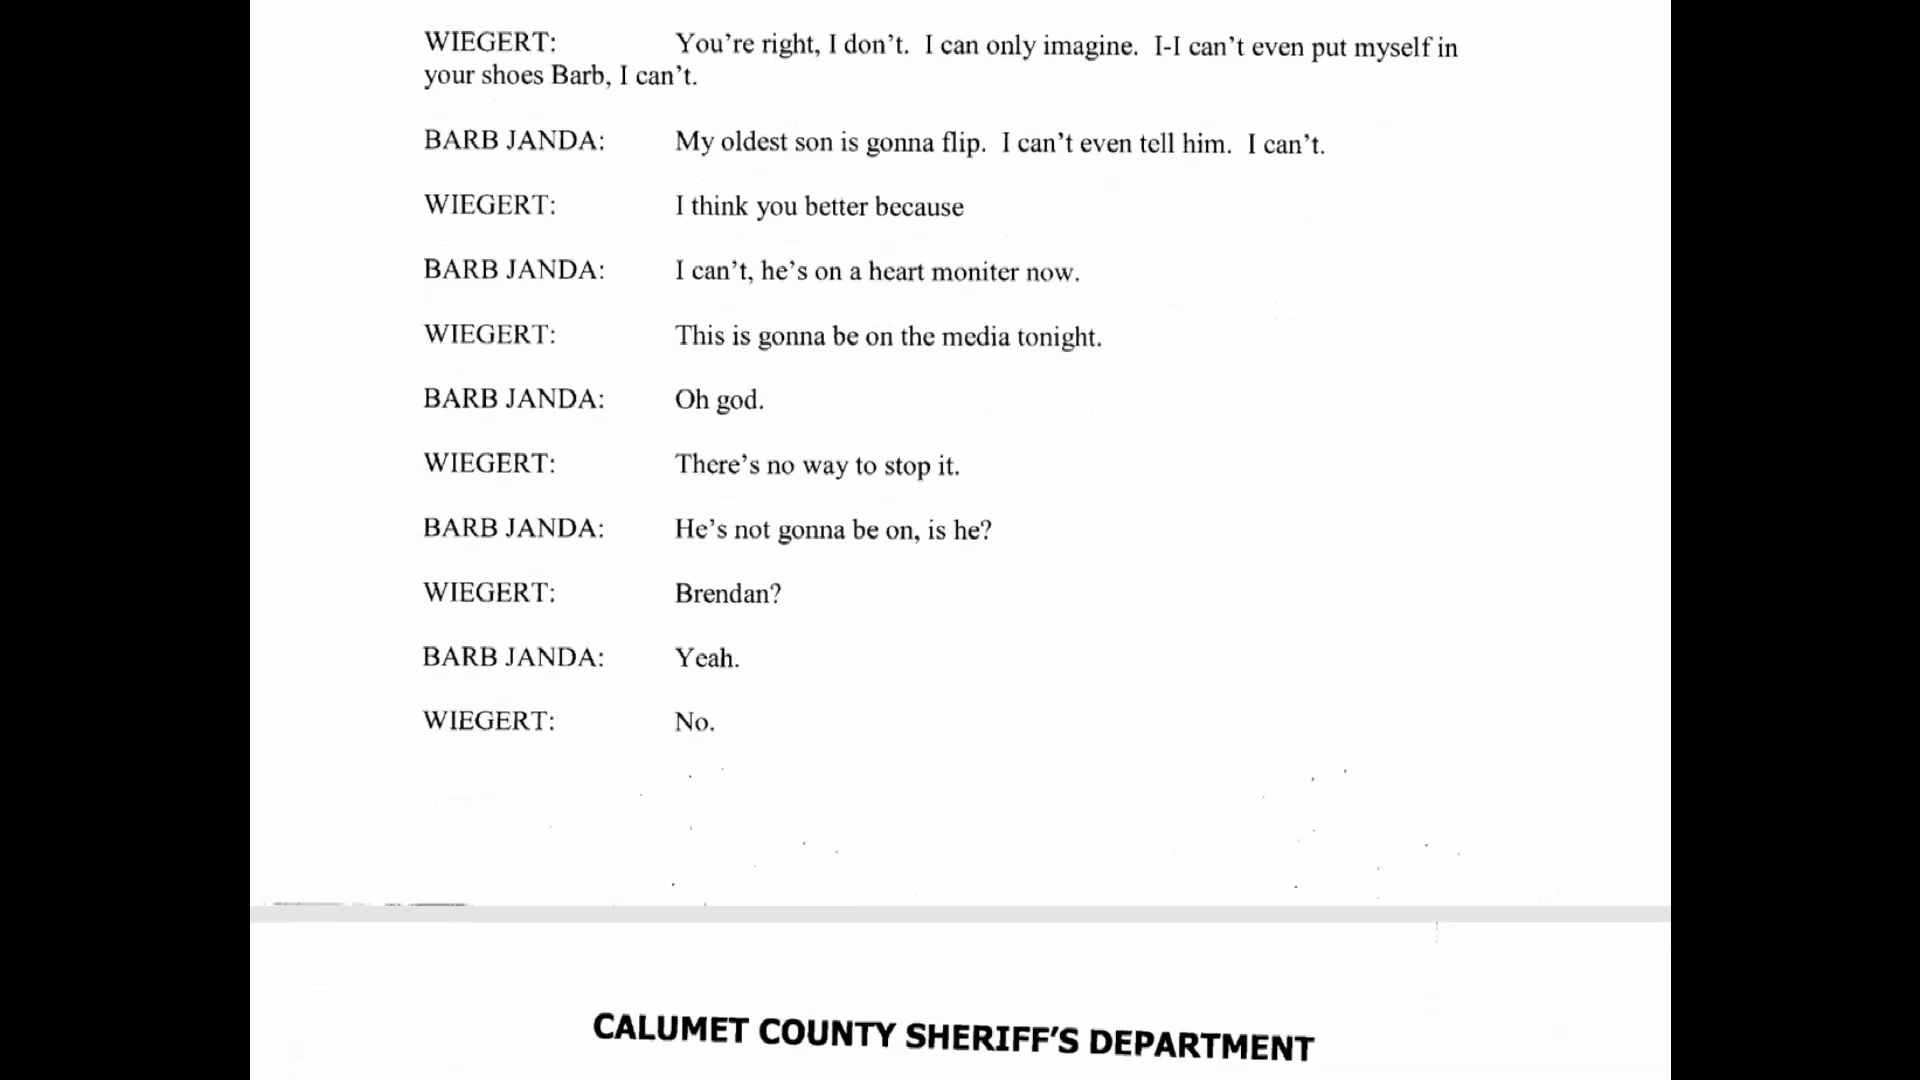 WIEGERT: You're right, I don't. I can only imagine. I-I can't even put myself in
your shoes Barb, I can't.
BARB JANDA: My oldest son is gonna flip. I can't even tell him. I can't.
WIEGERT: I think you better because
BARB JANDA: I can't, he's on a heart moniter now.
WIEGERT: This is gonna be on the media tonight.
BARB JANDA: Oh god.
WIEGERT: There's no way to stop it.
BARB JANDA: He's not gonna be on, is he?
WIEGERT: Brendan?
BARB JANDA: Yeah.
WIEGERT: No.
CALUMET COUNTY SHERIFF'S DEPARTMENT